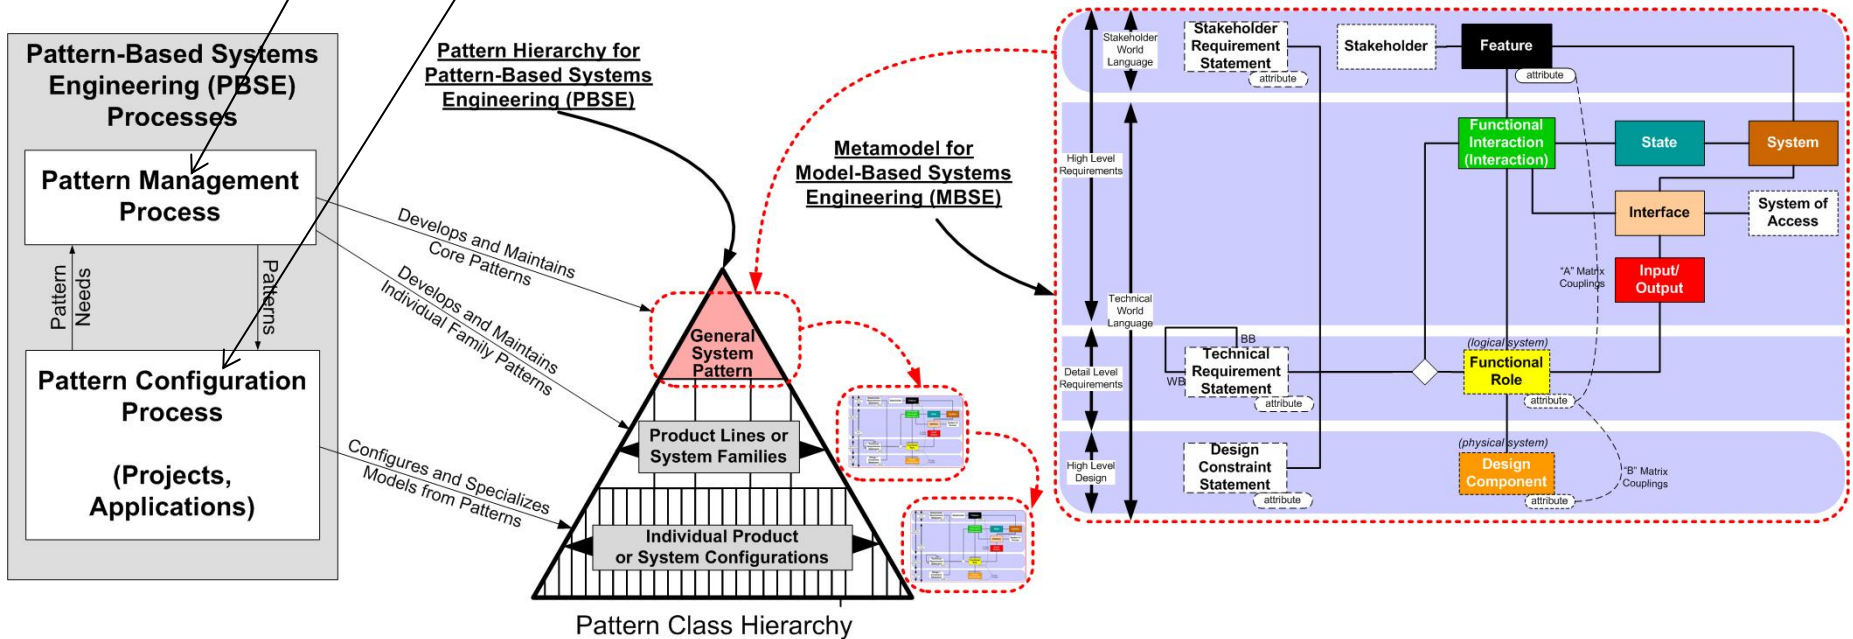 Pattern-Based Systems
Engineering (PBSE)
Processes
Pattern Management
Process
Pattern
Needs
Patterns
Pattern Configuration
Process
(Projects,
Applications)
Pattern Hierarchy for
Pattern-Based Systems
Engineering (PBSE)
Develops and Maintains
Core Patterns
Develops and Maintains
Individual Family Patterns
Configures and Specializes
Models from Patterns
General
System
Pattern
Product Lines or
System Families
Individual Product
or System Configurations
Pattern Class Hierarchy
Metamodel for
Model-Based Systems
Engineering (MBSE)
Stakeholder
World
Language
High Level
Requirements
Technical
World
Language
Detail Level
Requirements
High Level
Design
Stakeholder
Requirement
Statement
attribute
Stakeholder
Feature
attribute
Functional
Interaction
(Interaction)
State
System
Interface
System of
Access
"A" Matrix
Couplings
Input/
Output
BB
WB
Technical
Requirement
Statement
attribute
(logical system)
Functional
Role
attribute
Design
Constraint
Statement
attribute
(physical system)
Design
Component
attribute
"B" Matrix
Couplings